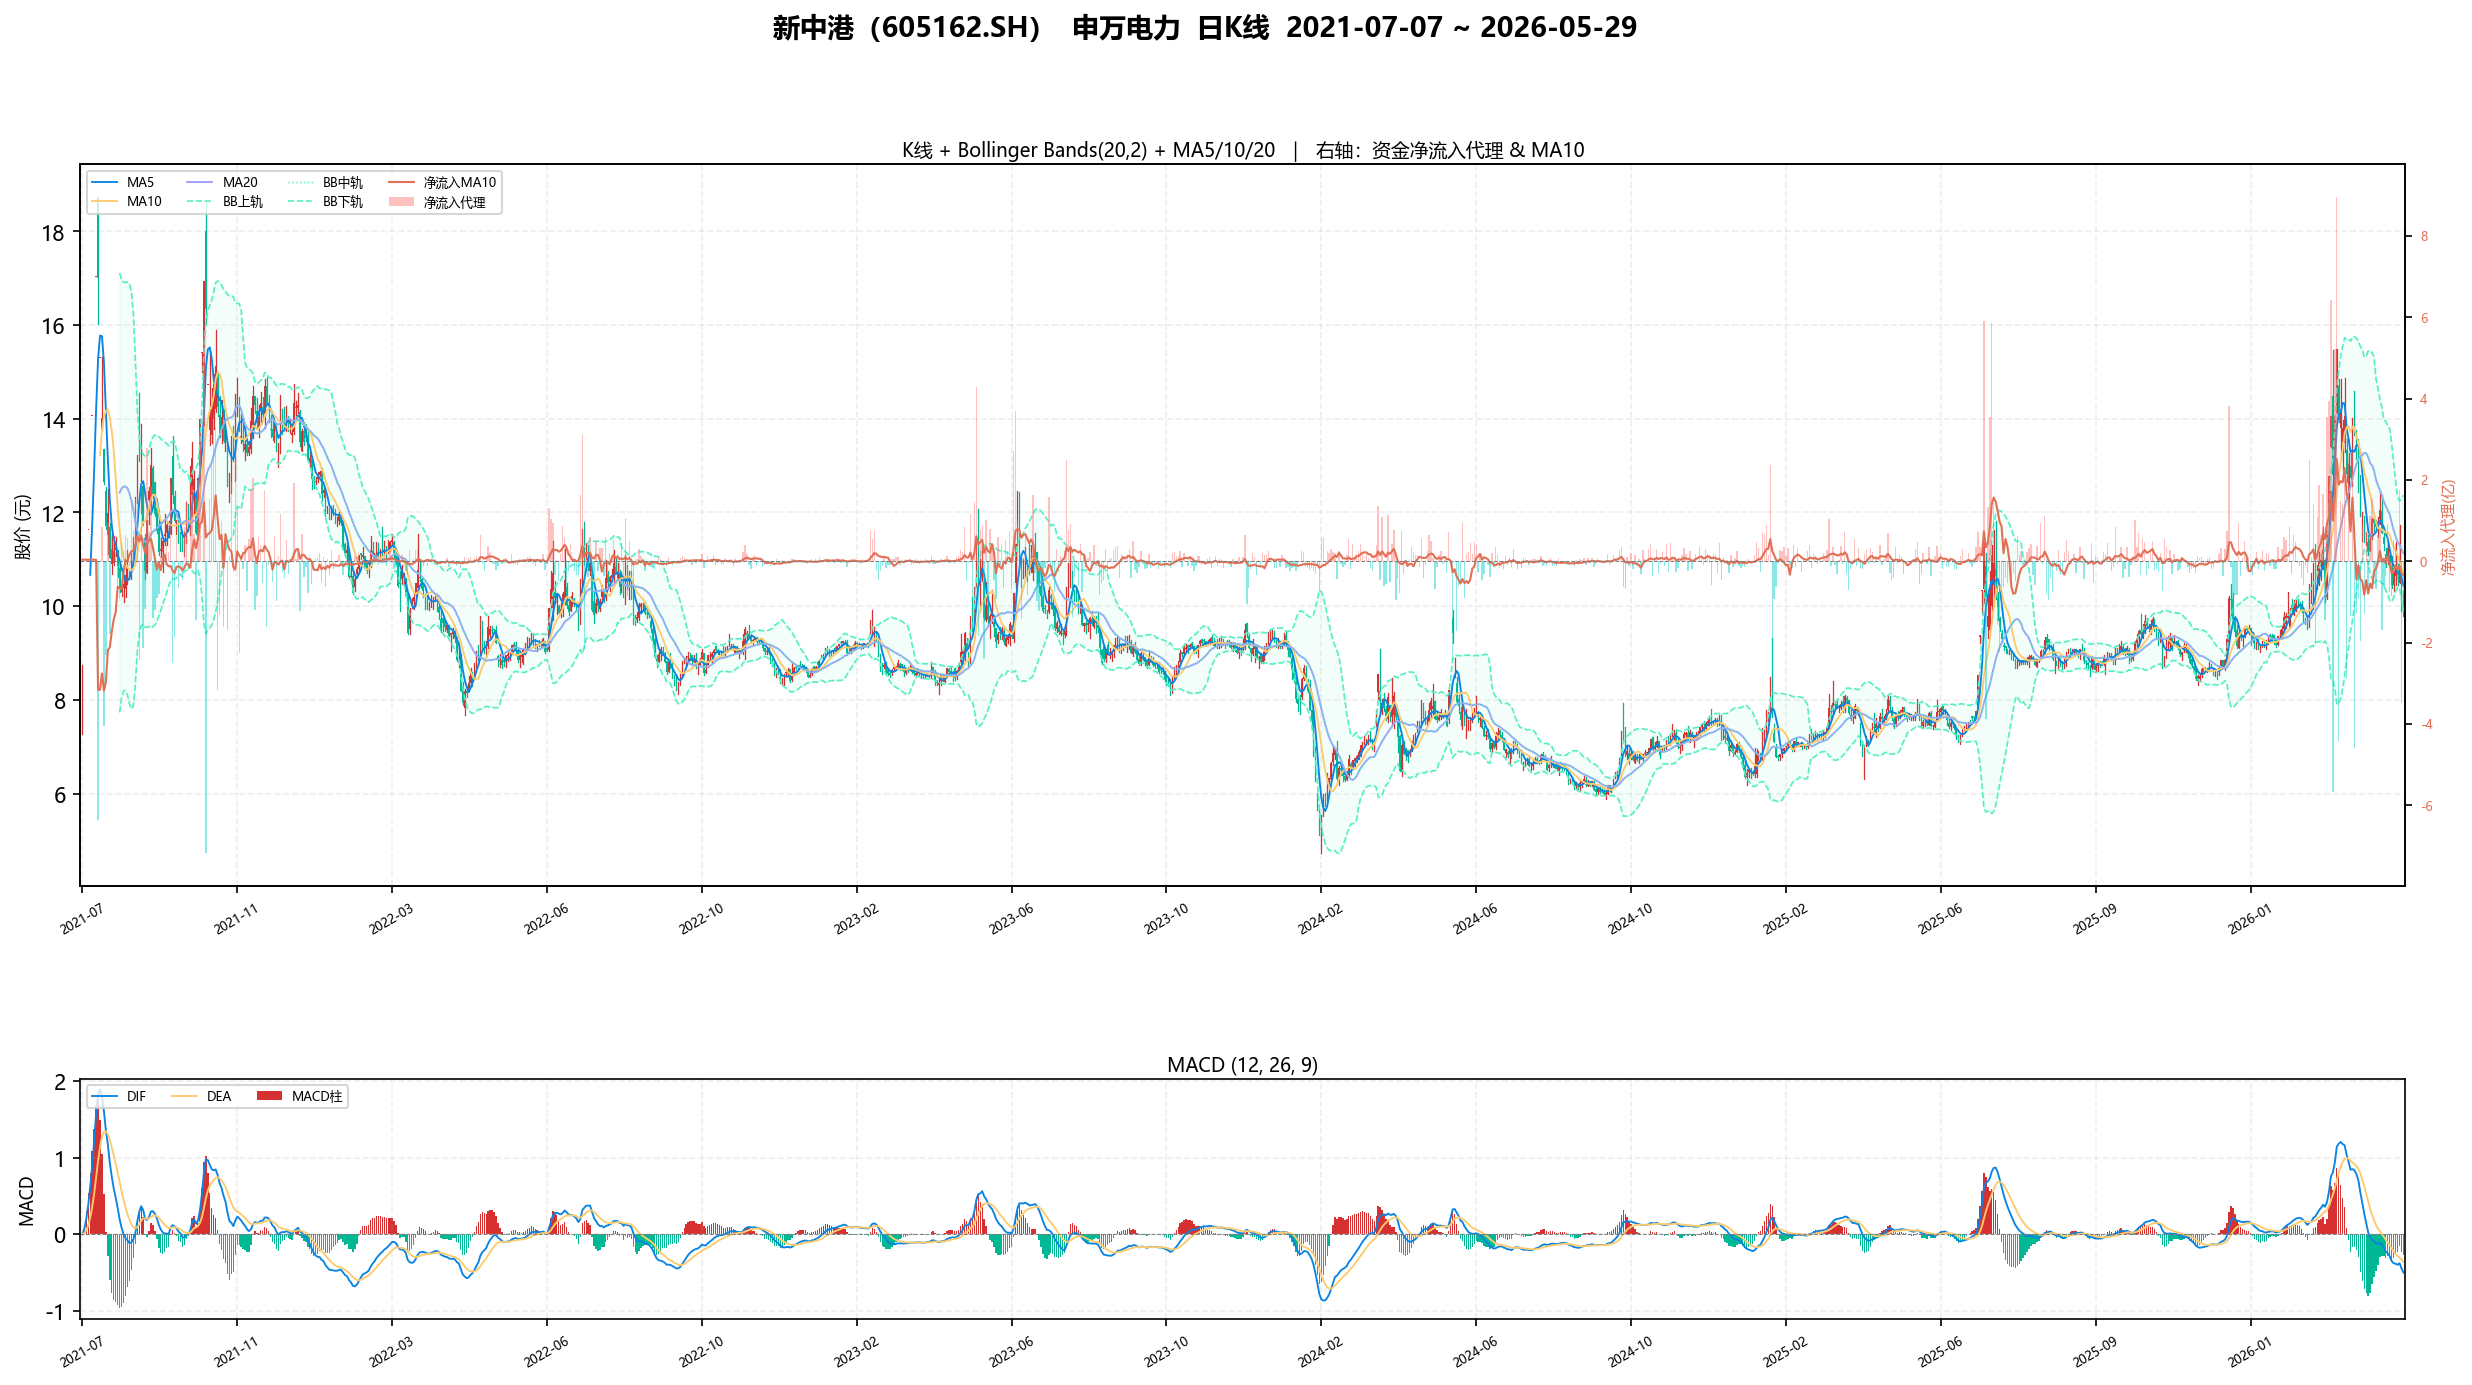 新中港（605162.SH） 申万电力 日K线 2021-07-07 ~ 2026-05-29
K线 + Bollinger Bands(20,2) + MA5/10/20 | 右轴：资金净流入代理 & MA10
MA5 MA20 BB中轨 净流入MA10
MA10 BB上轨 BB下轨 净流入代理
股价 (元)
18
16
14
12
10
8
6
8
6
4
2
0
-2
-4
-6
净流入代理(亿)
2021-07 2021-11 2022-03 2022-06 2022-10 2023-02 2023-06 2023-10 2024-02 2024-06 2024-10 2025-02 2025-06 2025-09 2026-01
MACD (12, 26, 9)
DIF DEA MACD柱
MACD
2
1
0
-1
2021-07 2021-11 2022-03 2022-06 2022-10 2023-02 2023-06 2023-10 2024-02 2024-06 2024-10 2025-02 2025-06 2025-09 2026-01